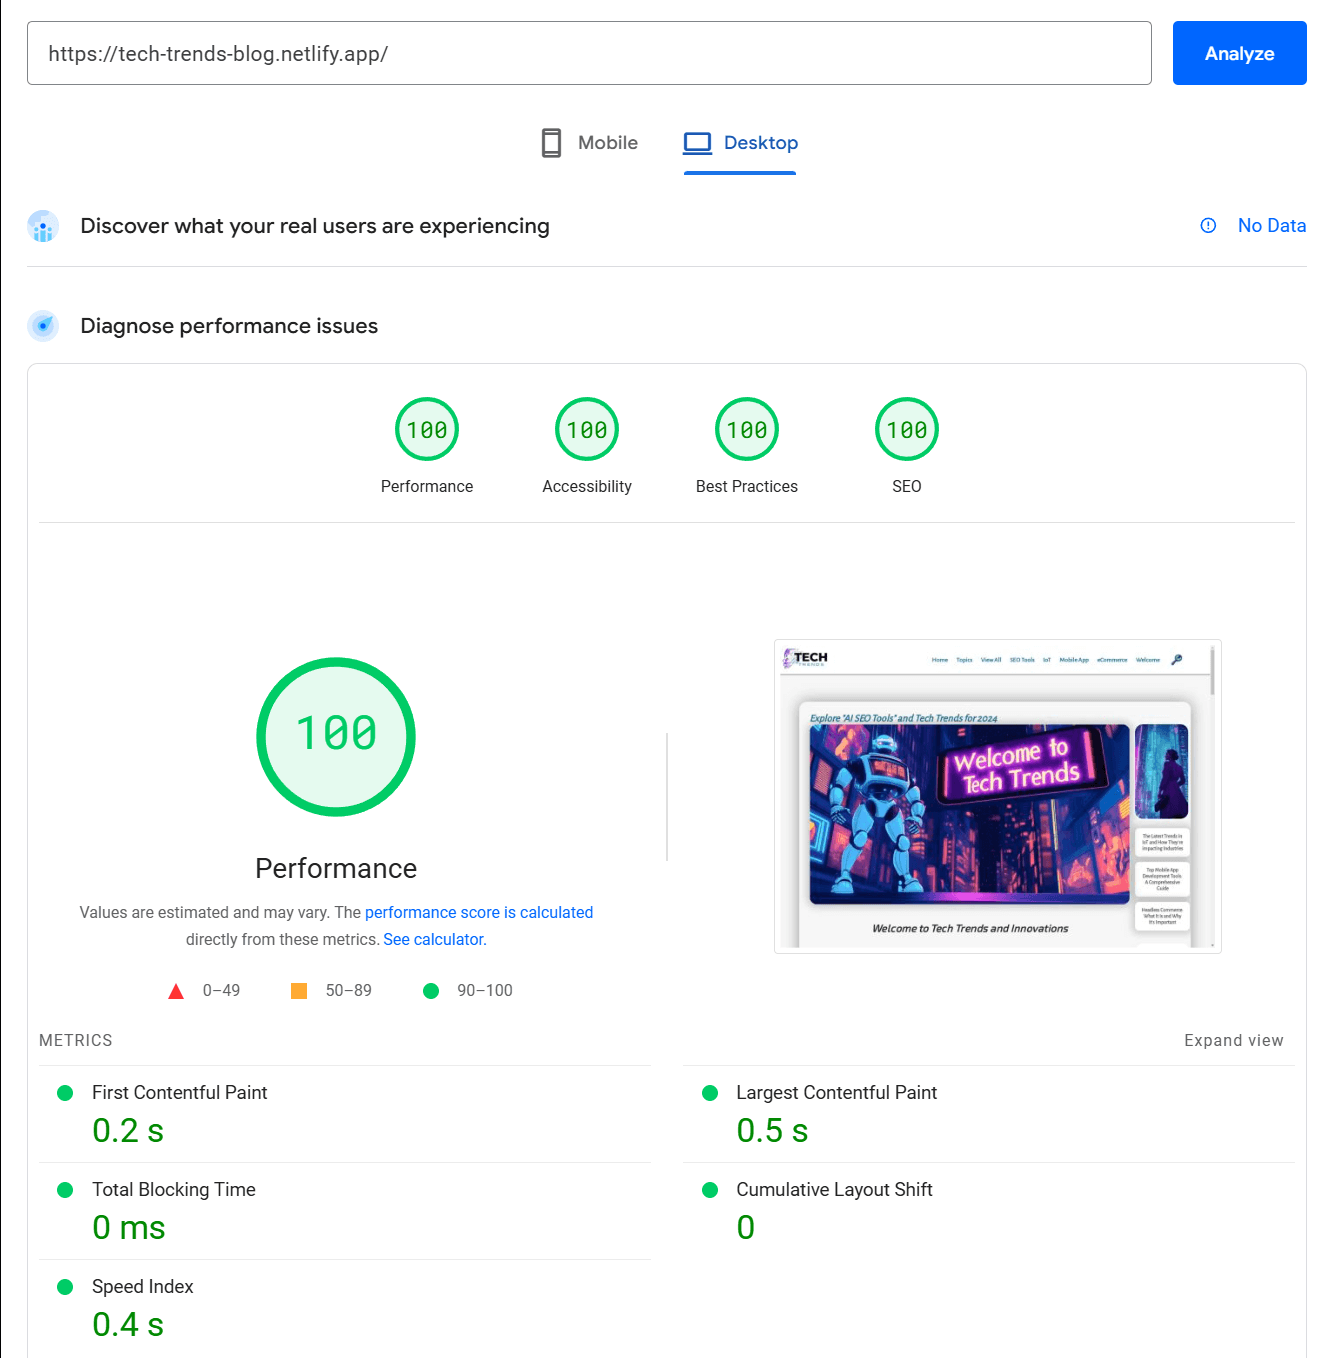 https://tech-trends-blog.netlify.app/
Analyze
Mobile
Desktop
Discover what your real users are experiencing
No Data
Diagnose performance issues
100
100
100
100
Performance
Accessibility
Best Practices
SEO
100
Performance
Values are estimated and may vary. The performance score is calculated
directly from these metrics. See calculator.
0–49
50–89
90–100
TECH
TRENDS
Home Topics View All SEO Tools IoT Mobile App eCommerce Welcome
Explore "AI SEO Tools" and Tech Trends for 2024
Welcome to
Tech Trends
The Latest Trends in
IoT and How They're
Impacting Industries
Top Mobile App
Development Tools
A Comprehensive
Guide
Headless Commerce
What It is and Why
It's Important
Welcome to Tech Trends and Innovations
METRICS
Expand view
First Contentful Paint
0.2 s
Largest Contentful Paint
0.5 s
Total Blocking Time
0 ms
Cumulative Layout Shift
0
Speed Index
0.4 s